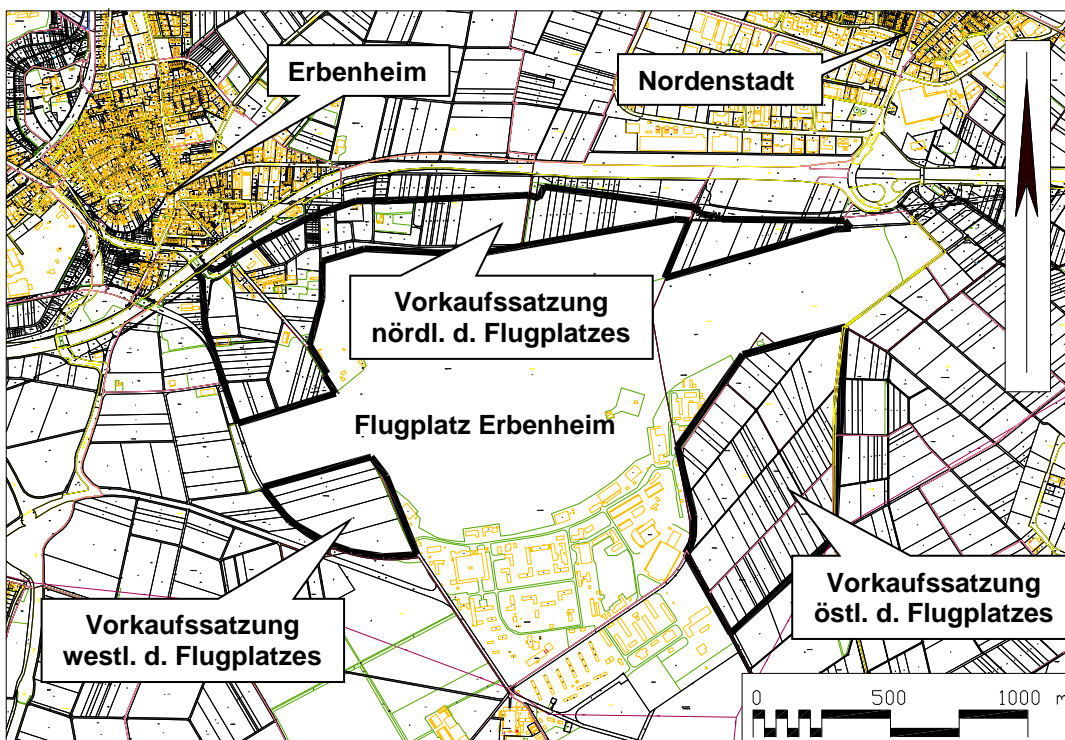 Erbenheim
Nordenstadt
Vorkaufssatzung
nördl. d. Flugplatzes
Flugplatz Erbenheim
Vorkaufssatzung
westl. d. Flugplatzes
Vorkaufssatzung
östl. d. Flugplatzes
0 500 1000 m